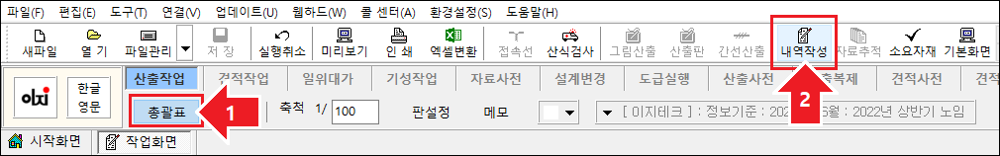 파일(F) 편집(E) 도구(T) 연결(V) 업데이트(U) 웹하드(W) 콜 센터(A) 환경설정(S) 도움말(H)
새파일 열 기 파일관리 저 장 실행취소 미리보기 인 쇄 엑셀변환 접속선 산식검사 그림산출 산출판 간선산출 내역작성 자료추적 소요자재 기본화면
산출작업 견적작업 일위대가 기성작업 자료사전 설계변경 도급실행 산출사전 출복제 견적사전 견적
한글
영문
총괄표 1 축척 1/ 100 판설정 메모 [ 이지테크 ] : 정보기준 : 202 2 월 : 2022년 상반기 노임
시작화면 작업화면